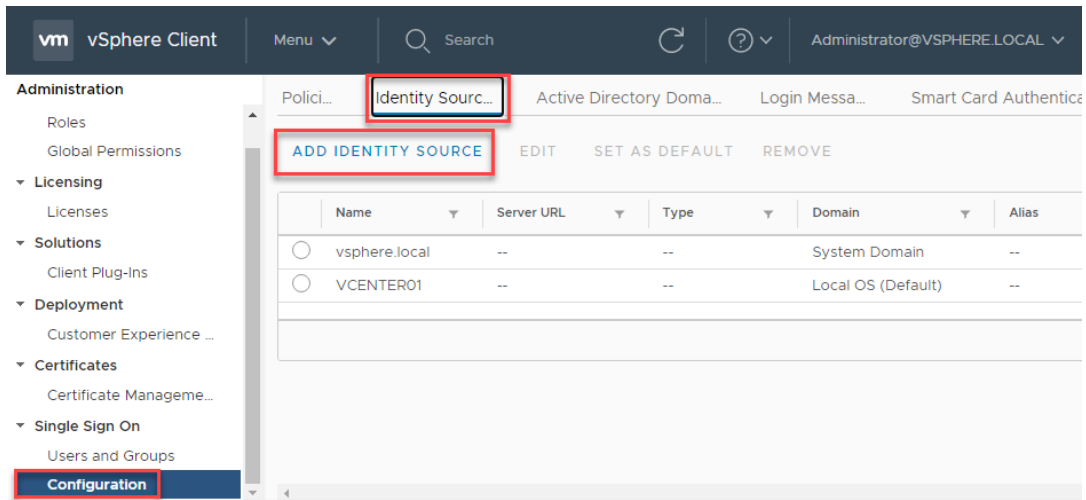 vm vSphere Client Menu Search Administrator@VSPHERE.LOCAL
Administration
Roles
Global Permissions
Licensing
Licenses
Solutions
Client Plug-Ins
Deployment
Customer Experience ...
Certificates
Certificate Manageme...
Single Sign On
Users and Groups
Configuration
Polici... Identity Sourc... Active Directory Doma... Login Messa... Smart Card Authentica
ADD IDENTITY SOURCE EDIT SET AS DEFAULT REMOVE
Name Server URL Type Domain Alias
vsphere.local -- -- System Domain --
VCENTER01 -- -- Local OS (Default) --